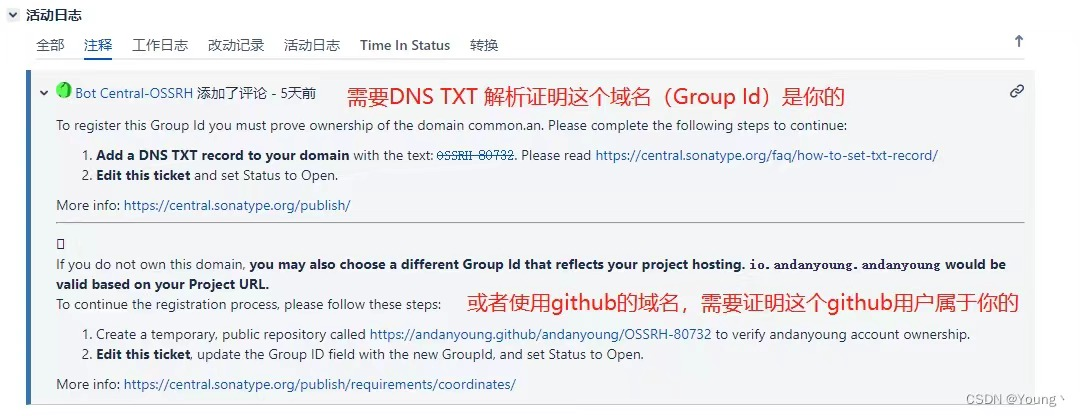 活动日志
全部 注释 工作日志 改动记录 活动日志 Time In Status 转换
Bot Central-OSSRH 添加了评论 - 5天前 需要DNS TXT 解析证明这个域名（Group Id）是你的
To register this Group Id you must prove ownership of the domain common.an. Please complete the following steps to continue:
1. Add a DNS TXT record to your domain with the text: OSSRH-80732. Please read https://central.sonatype.org/faq/how-to-set-txt-record/
2. Edit this ticket and set Status to Open.
More info: https://central.sonatype.org/publish/
If you do not own this domain, you may also choose a different Group Id that reflects your project hosting. io.andanyoung.andanyoung would be
valid based on your Project URL.
To continue the registration process, please follow these steps: 或者使用github的域名，需要证明这个github用户属于你的
1. Create a temporary, public repository called https://andanyoung.github/andanyoung/OSSRH-80732 to verify andanyoung account ownership.
2. Edit this ticket, update the Group ID field with the new GroupId, and set Status to Open.
More info: https://central.sonatype.org/publish/requirements/coordinates/
CSDN @Young丶